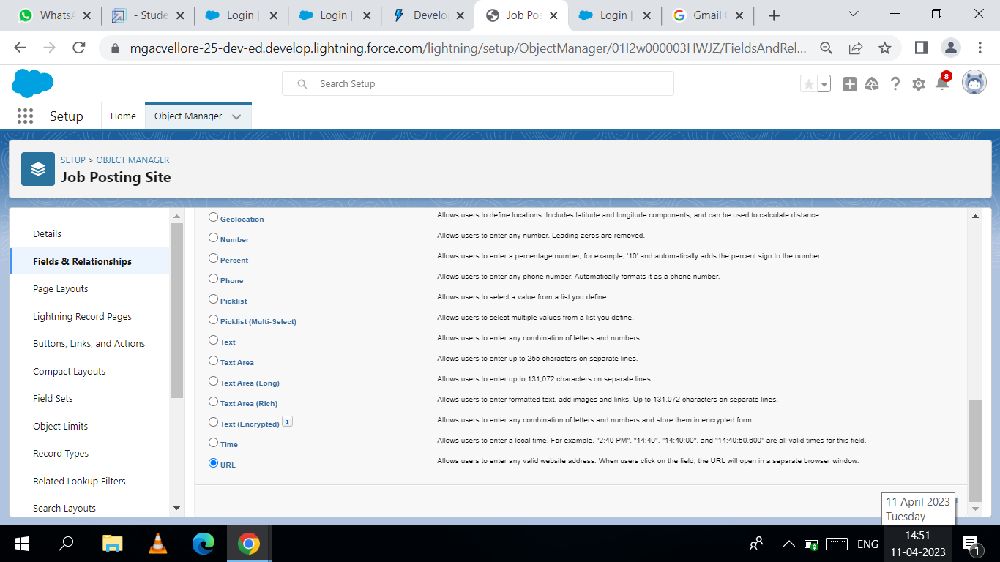 WhatsA
- Stude
Login |
Login |
Develo
Job Pos
Login |
Gmail
mgacvellore-25-dev-ed.develop.lightning.force.com/lightning/setup/ObjectManager/01I2w000003HWJZ/FieldsAndRel...
Search Setup
8
Setup
Home
Object Manager
SETUP > OBJECT MANAGER
Job Posting Site
Details
Fields & Relationships
Page Layouts
Lightning Record Pages
Buttons, Links, and Actions
Compact Layouts
Field Sets
Object Limits
Record Types
Related Lookup Filters
Search Layouts
Geolocation Allows users to define locations. Includes latitude and longitude components, and can be used to calculate distance.
Number Allows users to enter any number. Leading zeros are removed.
Percent Allows users to enter a percentage number, for example, '10' and automatically adds the percent sign to the number.
Phone Allows users to enter any phone number. Automatically formats it as a phone number.
Picklist Allows users to select a value from a list you define.
Picklist (Multi-Select) Allows users to select multiple values from a list you define.
Text Allows users to enter any combination of letters and numbers.
Text Area Allows users to enter up to 255 characters on separate lines.
Text Area (Long) Allows users to enter up to 131,072 characters on separate lines.
Text Area (Rich) Allows users to enter formatted text, add images and links. Up to 131,072 characters on separate lines.
Text (Encrypted) i Allows users to enter any combination of letters and numbers and store them in encrypted form.
Time Allows users to enter a local time. For example, "2:40 PM", "14:40", "14:40:00", and "14:40:50.600" are all valid times for this field.
URL Allows users to enter any valid website address. When users click on the field, the URL will open in a separate browser window.
11 April 2023
Tuesday
ENG
14:51
11-04-2023
1